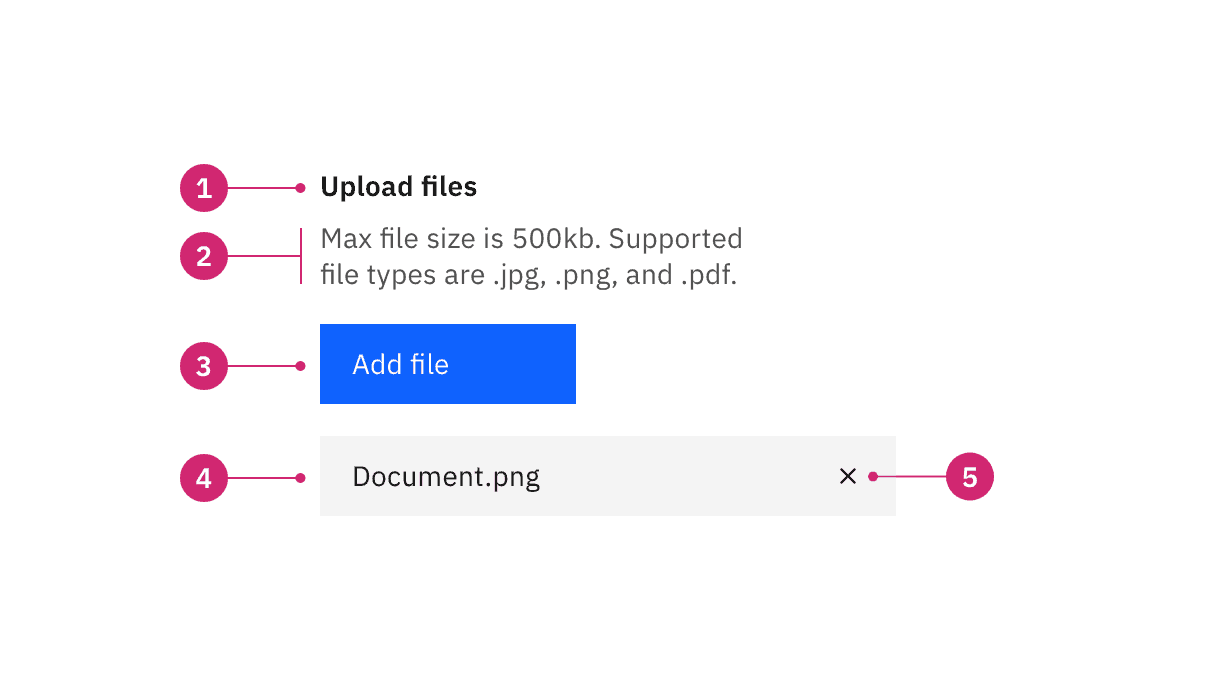 1 Upload files
2 Max file size is 500kb. Supported
file types are .jpg, .png, and .pdf.
3 Add file
4 Document.png × 5